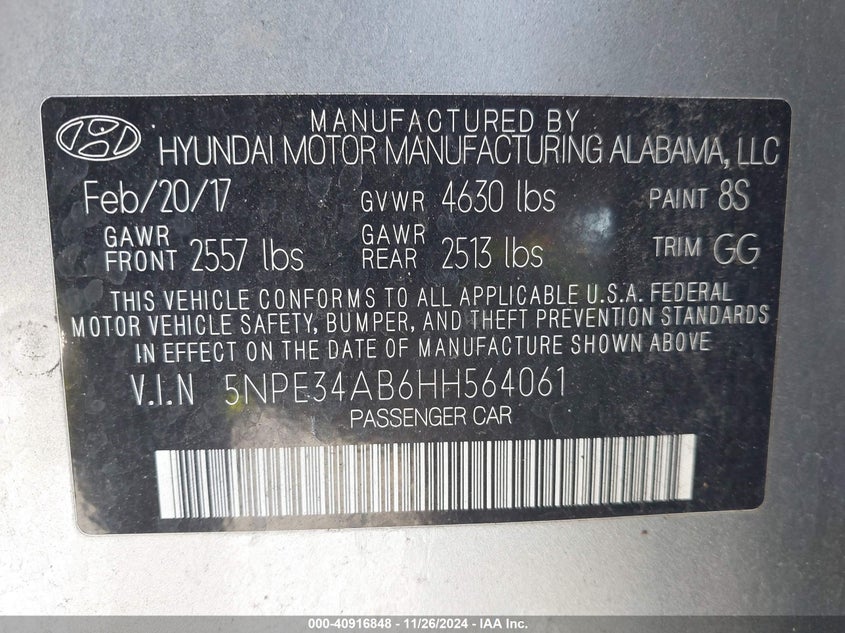 MANUFACTURED BY
HYUNDAI MOTOR MANUFACTURING ALABAMA, LLC
Feb/20/17 GVWR 4630 lbs PAINT 8S
GAWR FRONT 2557 lbs GAWR REAR 2513 lbs TRIM GG
THIS VEHICLE CONFORMS TO ALL APPLICABLE U.S.A. FEDERAL
MOTOR VEHICLE SAFETY, BUMPER, AND THEFT PREVENTION STANDARDS
IN EFFECT ON THE DATE OF MANUFACTURE SHOWN ABOVE
V.I.N 5NPE34AB6HH564061
PASSENGER CAR
000-40916848 - 11/26/2024 - IAA Inc.